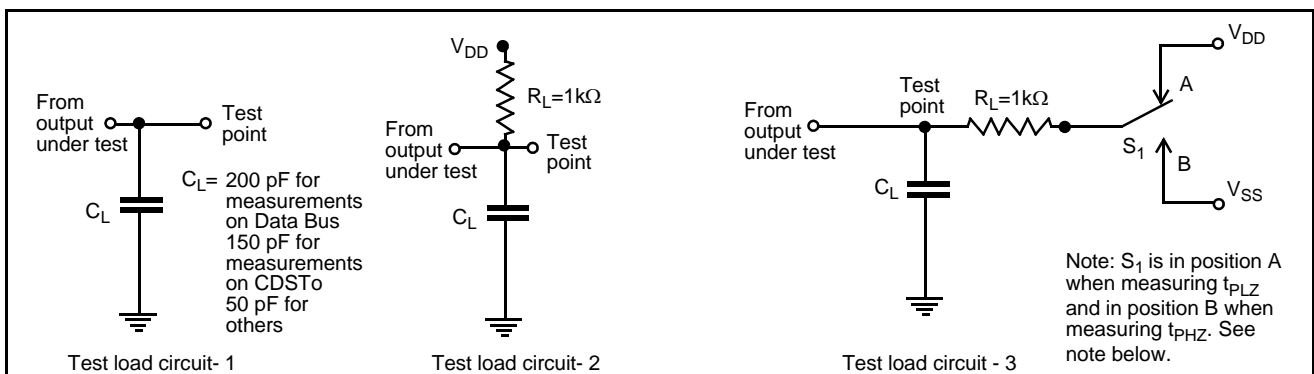 From
output
under test
Test
point
C_L
C_L= 200 pF for
measurements
on Data Bus
150 pF for
measurements
on CDSTo
50 pF for
others
Test load circuit- 1
V_DD
R_L=1kΩ
From
output
under test
Test
point
C_L
Test load circuit- 2
From
output
under test
Test
point
R_L=1kΩ
C_L
V_DD
A
S_1
B
V_SS
Note: S_1 is in position A
when measuring t_PLZ
and in position B when
measuring t_PHZ. See
note below.
Test load circuit - 3